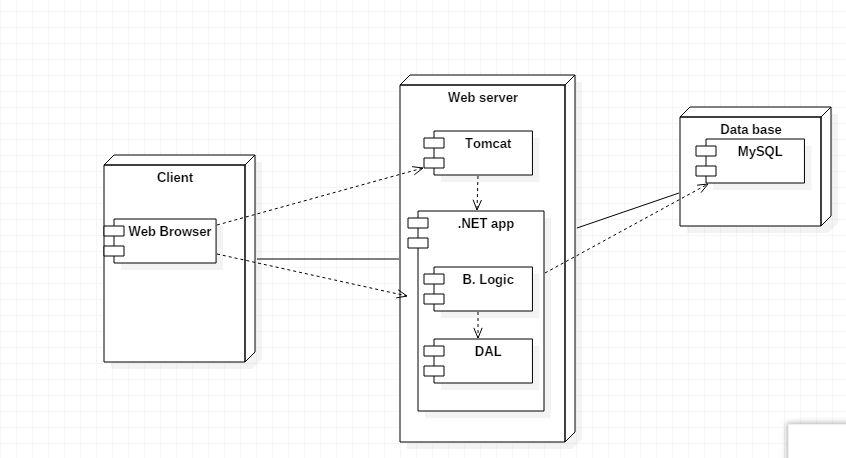 Web server
Data base
Tomcat
MySQL
Client
.NET app
Web Browser
B. Logic
DAL